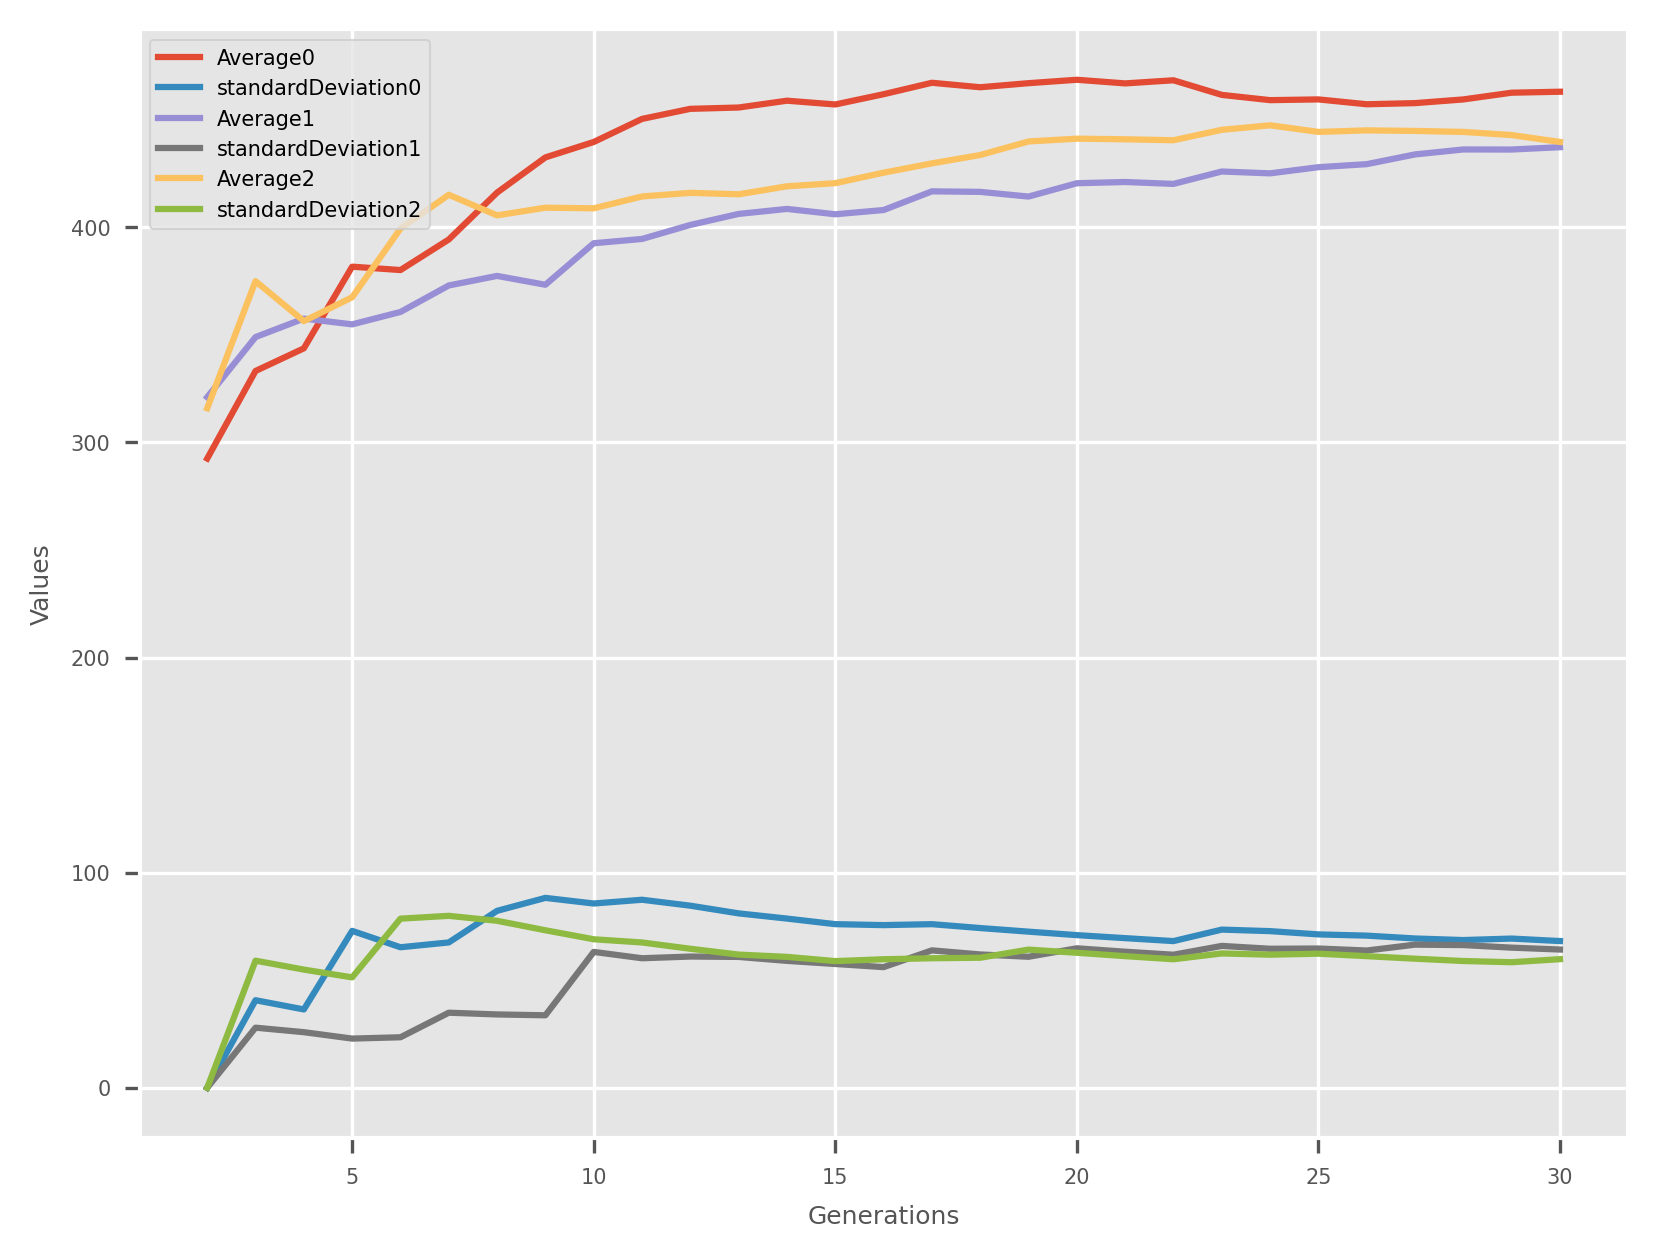 Average0
standardDeviation0
Average1
standardDeviation1
Average2
standardDeviation2
400
300
200
100
0
Values
5 10 15 20 25 30
Generations